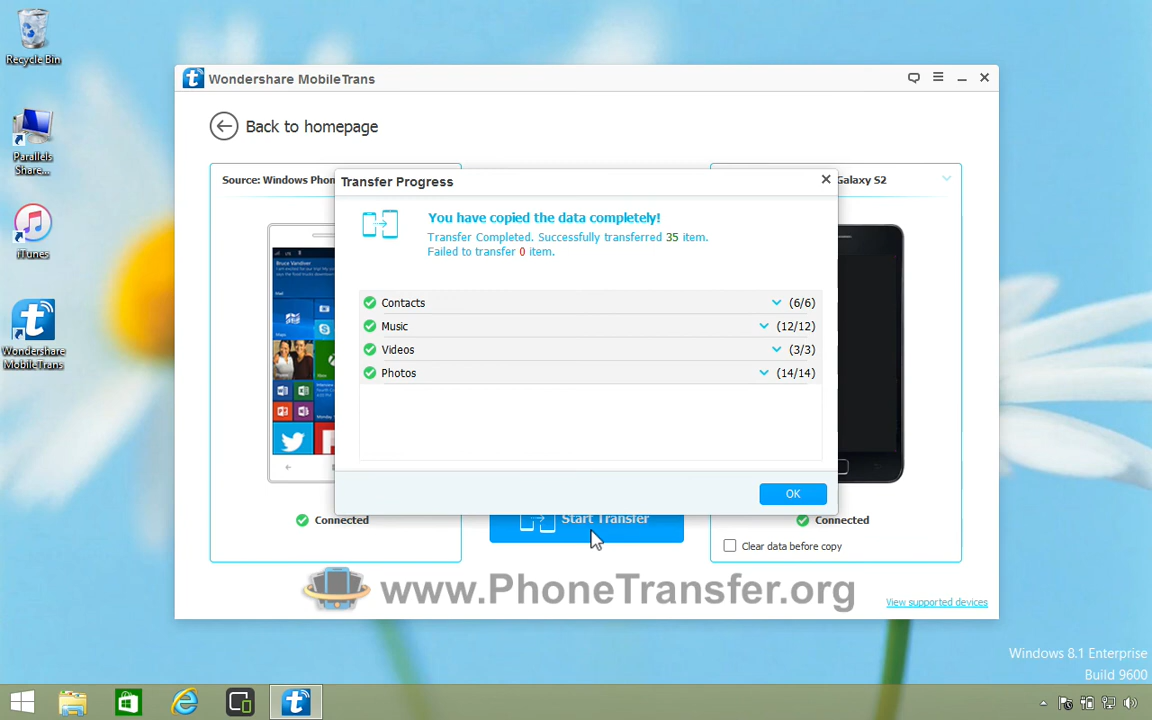 Recycle Bin
Parallels
Share...
iTunes
Wondershare
MobileTrans
Wondershare MobileTrans
Back to homepage
Source: Windows Phon
Galaxy S2
Transfer Progress
You have copied the data completely!
Transfer Completed. Successfully transferred 35 item.
Failed to transfer 0 item.
Contacts (6/6)
Music (12/12)
Videos (3/3)
Photos (14/14)
OK
Bruce Vandiver
Mail
Connected
Start Transfer
Connected
Clear data before copy
www.PhoneTransfer.org
View supported devices
Windows 8.1 Enterprise
Build 9600